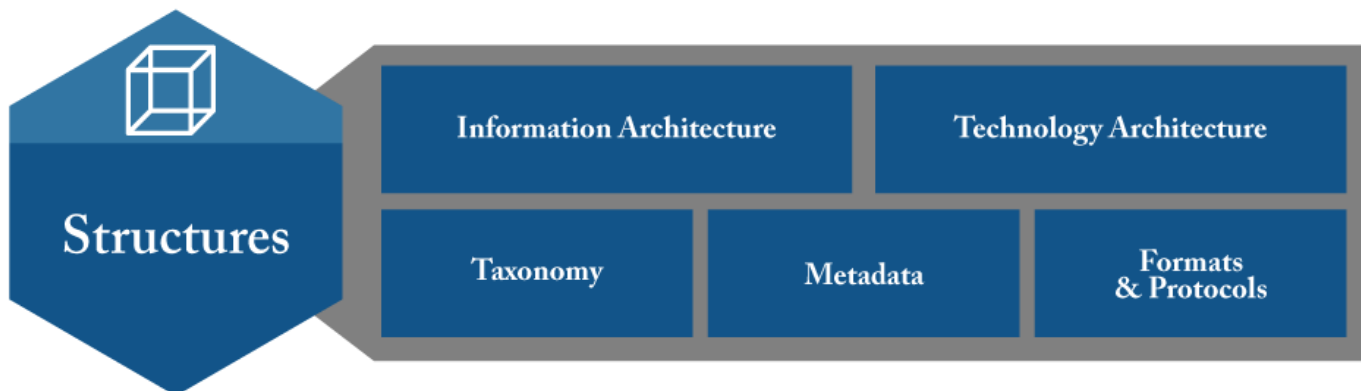 Structures
Information Architecture
Technology Architecture
Taxonomy
Metadata
Formats
& Protocols